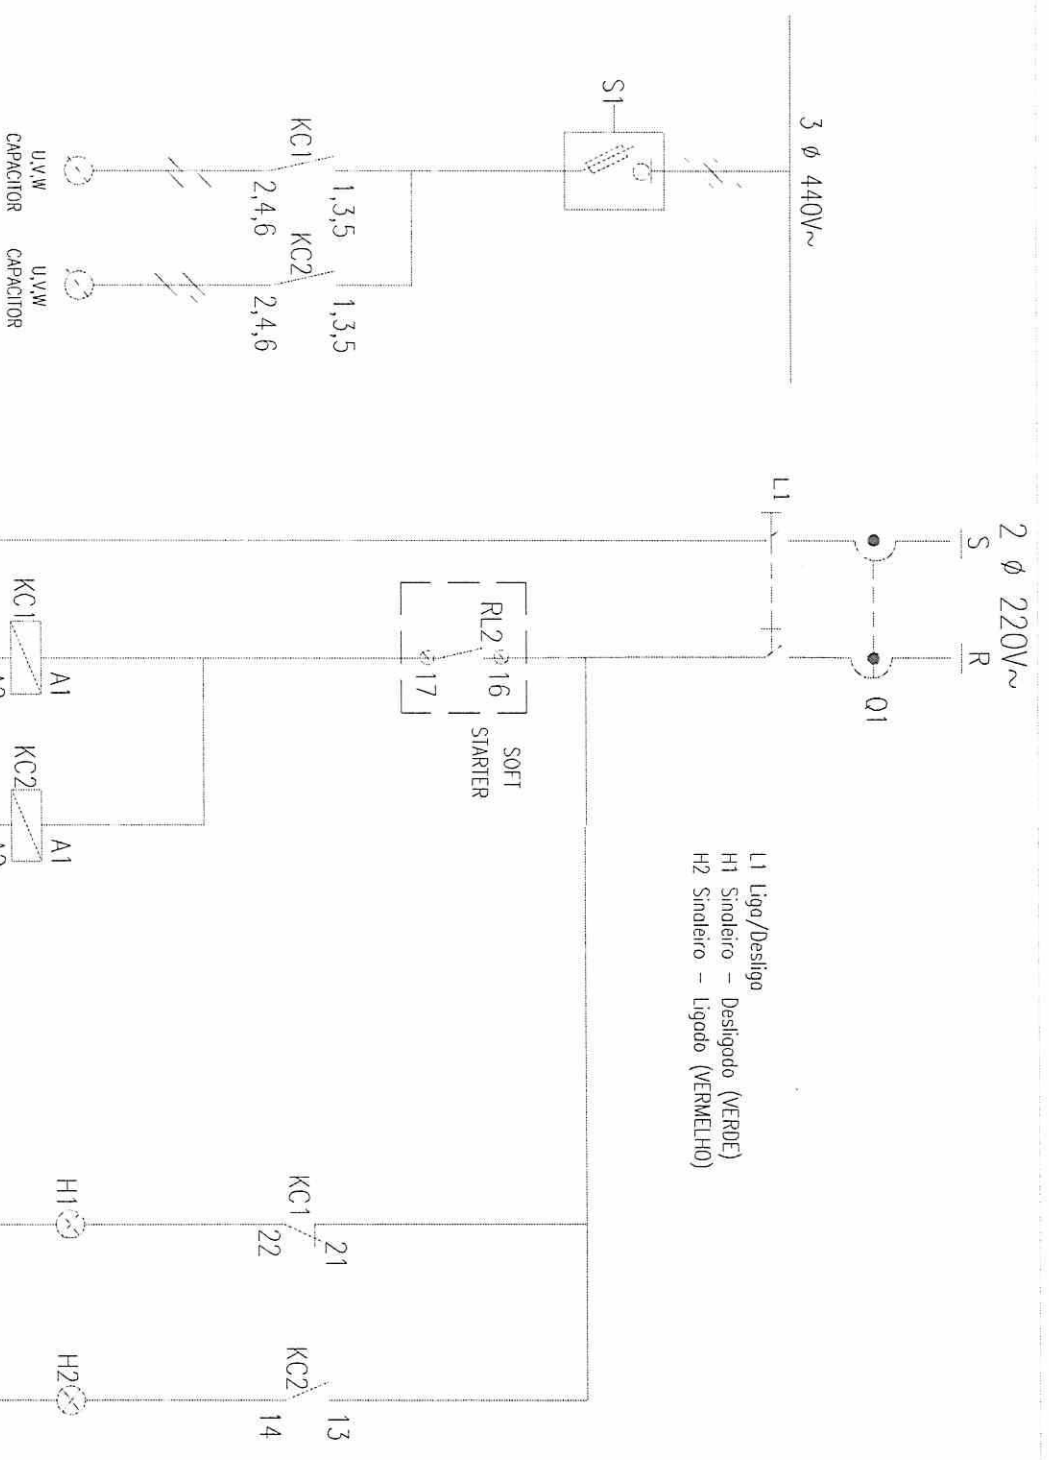 3 ø 440V~
S1
KC1
1,3,5
2,4,6
KC2
1,3,5
2,4,6
U,V,W
CAPACITOR
U,V,W
CAPACITOR
2 ø 220V~
S
R
Q1
L1
L1 Liga/Desliga
H1 Sinaleiro - Desligado (VERDE)
H2 Sinaleiro - Ligado (VERMELHO)
RL2
16
17
SOFT
STARTER
KC1
A1
KC2
A1
KC1
21
22
H1
KC2
13
14
H2